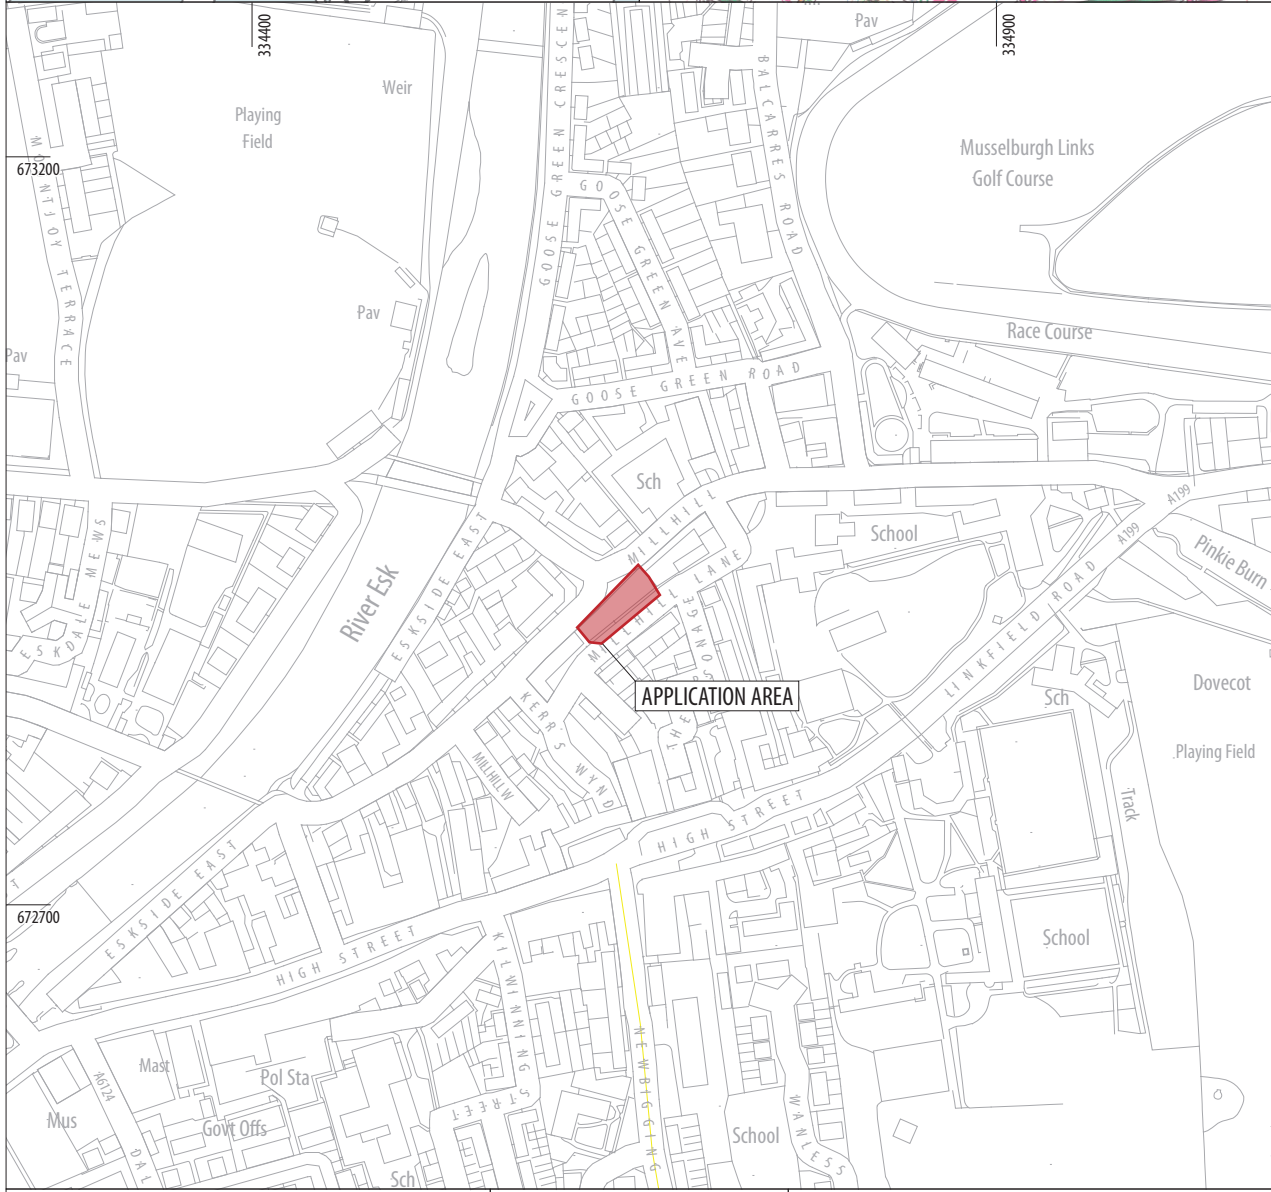 334400
334900
Pav
Weir
Playing
Field
GOOSE GREEN CRESCEN
BALCARRES ROAD
Musselburgh Links
Golf Course
673200
MOUNTJOY TERRACE
GOOSE GREEN AVE
Pav
Race Course
Pav
GOOSE GREEN ROAD
Sch
MILLHILL
A199
School
A199
Pinkie Burn
ESKDALE MEWS
River Esk
ESKSIDE EAST
MILLHILL LANE
LINKFIELD ROAD
THE
APPLICATION AREA
Sch
Dovecot
KERR'S WYND
MILLHILL W
Playing Field
Track
HIGH STREET
ESKSIDE EAST
672700
HIGH STREET
School
KILWINNING STREET
NEWBIGGING
Mast
A6124
Pol Sta
Mus
Govt Offs
School
WANLESS
DAL
Sch